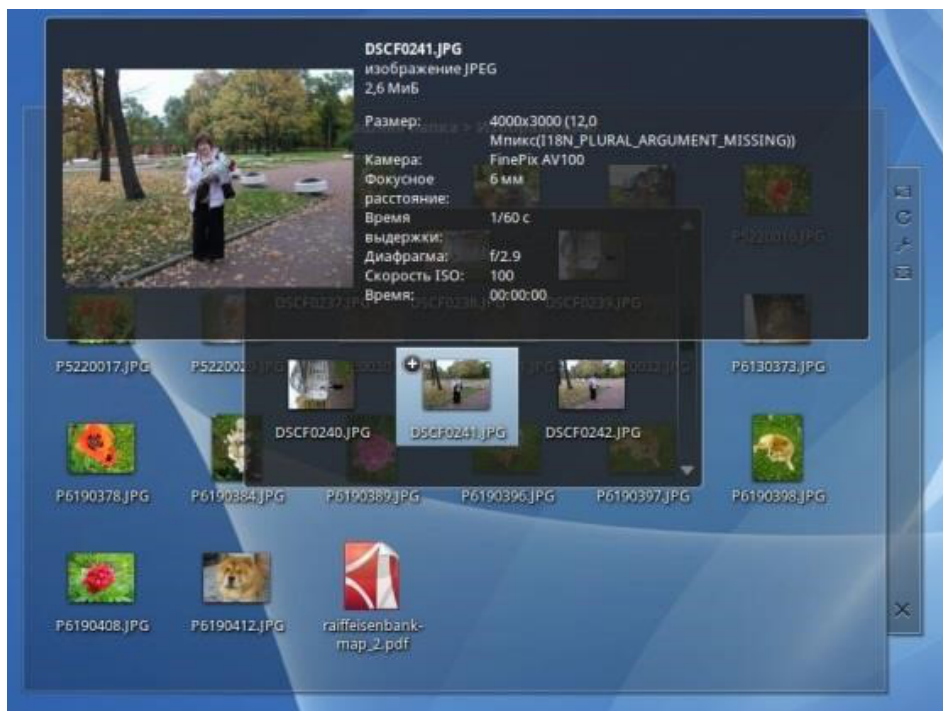 DSCF0241.JPG
изображение JPEG
2,6 МиБ
Размер: 4000x3000 (12,0
Мпикс(I18N_PLURAL_ARGUMENT_MISSING))
Камера: FinePix AV100
Фокусное 6 мм
расстояние:
Время 1/60 с
выдержки:
Диафрагма: f/2.9
Скорость ISO: 100
Время: 00:00:00
P5220016.JPG
DSCF0237.JPG DSCF0238.JPG DSCF0239.JPG
P5220017.JPG P6130373.JPG
DSCF0240.JPG DSCF0241.JPG DSCF0242.JPG
P6190378.JPG P6190384.JPG P6190389.JPG P6190396.JPG P6190397.JPG P6190398.JPG
P6190408.JPG P6190412.JPG raiffeisenbank-
map_2.pdf